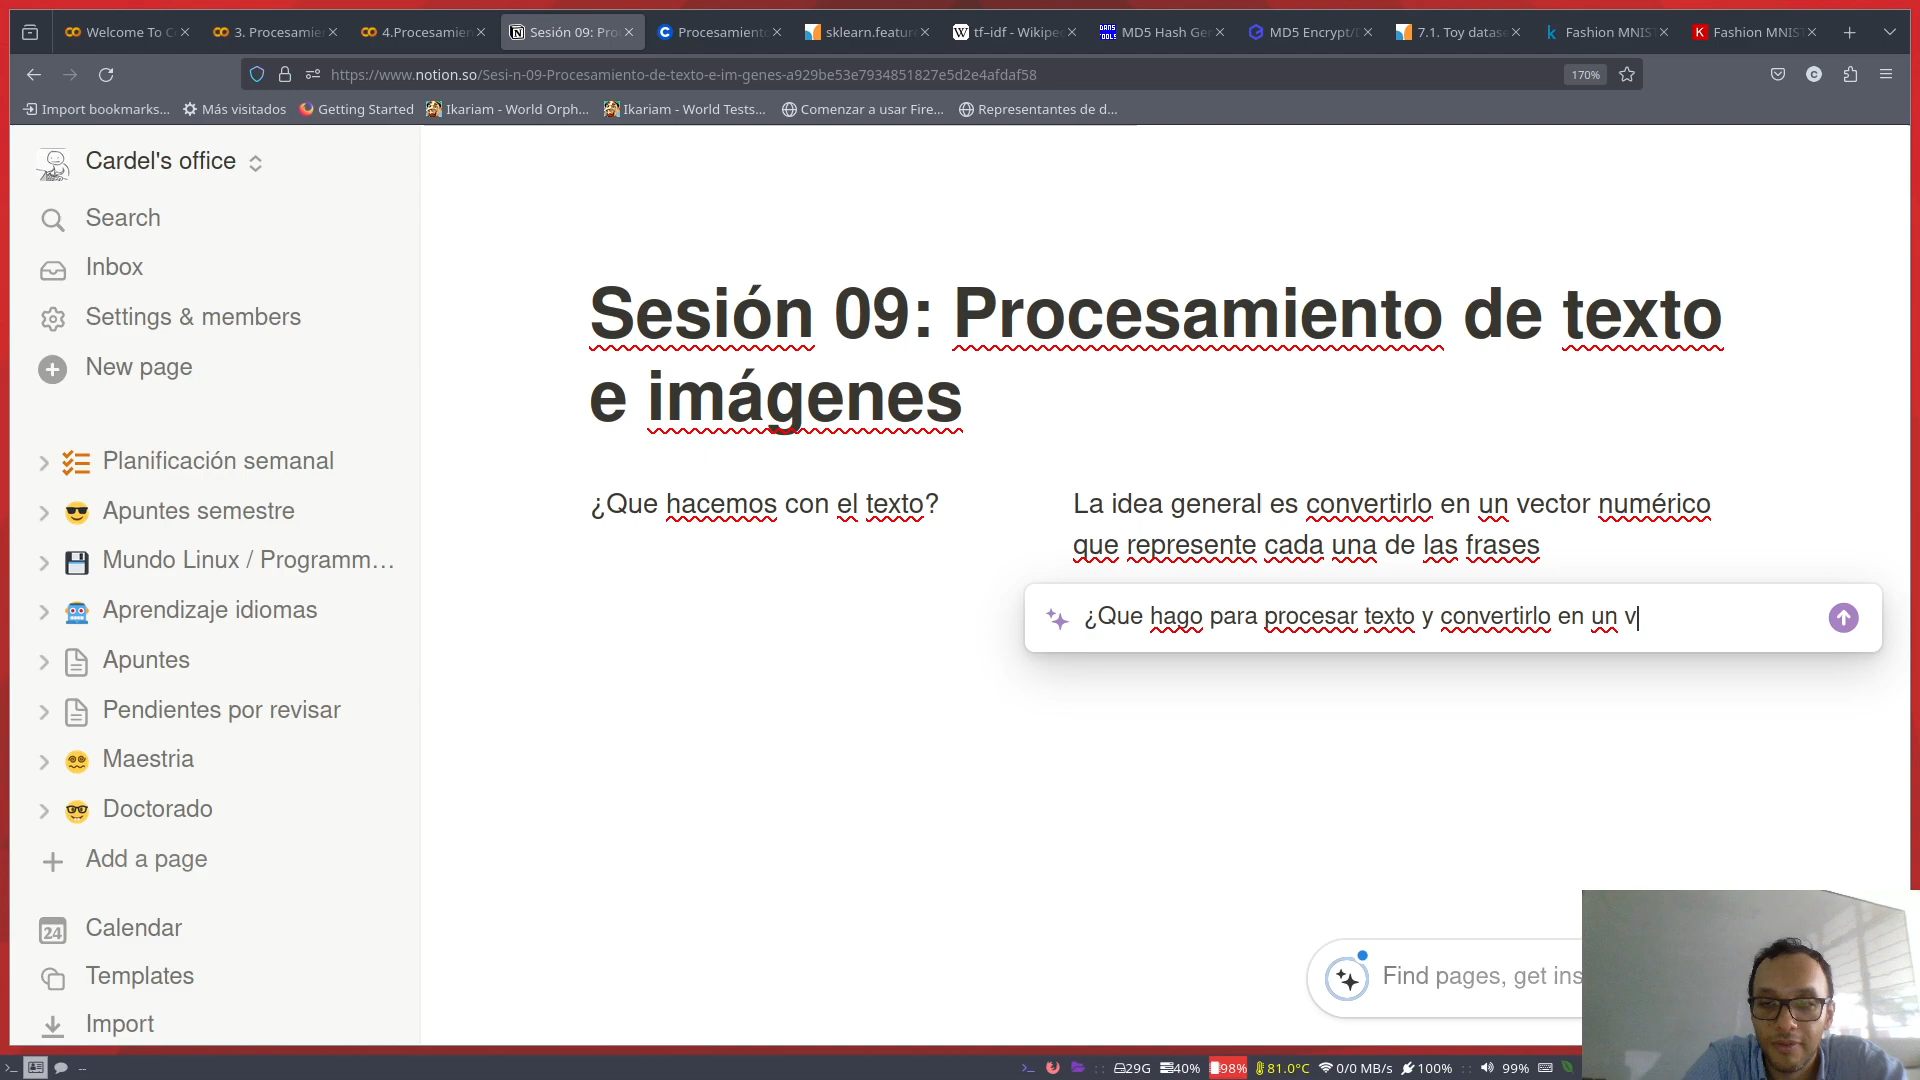 Welcome To C
3. Procesamie
4.Procesamie
Sesión 09: Pro
Procesamiento
sklearn.featur
tf–idf - Wikipe
MD5 Hash Ge
MD5 Encrypt/
7.1. Toy datase
Fashion MNIS
Fashion MNIS
https://www.notion.so/Sesi-n-09-Procesamiento-de-texto-e-im-genes-a929be53e7934851827e5d2e4afdaf58
170%
Import bookmarks...
Más visitados
Getting Started
Ikariam - World Orph...
Ikariam - World Tests...
Comenzar a usar Fire...
Representantes de d...
Cardel's office
Search
Inbox
Settings & members
New page
Planificación semanal
Apuntes semestre
Mundo Linux / Programm…
Aprendizaje idiomas
Apuntes
Pendientes por revisar
Maestria
Doctorado
Add a page
24 Calendar
Templates
Import
Sesión 09: Procesamiento de texto
e imágenes
¿Que hacemos con el texto?
La idea general es convertirlo en un vector numérico
que represente cada una de las frases
¿Que hago para procesar texto y convertirlo en un v
Find pages, get ins
29G 40% 98% 81.0°C 0/0 MB/s 100% 99%